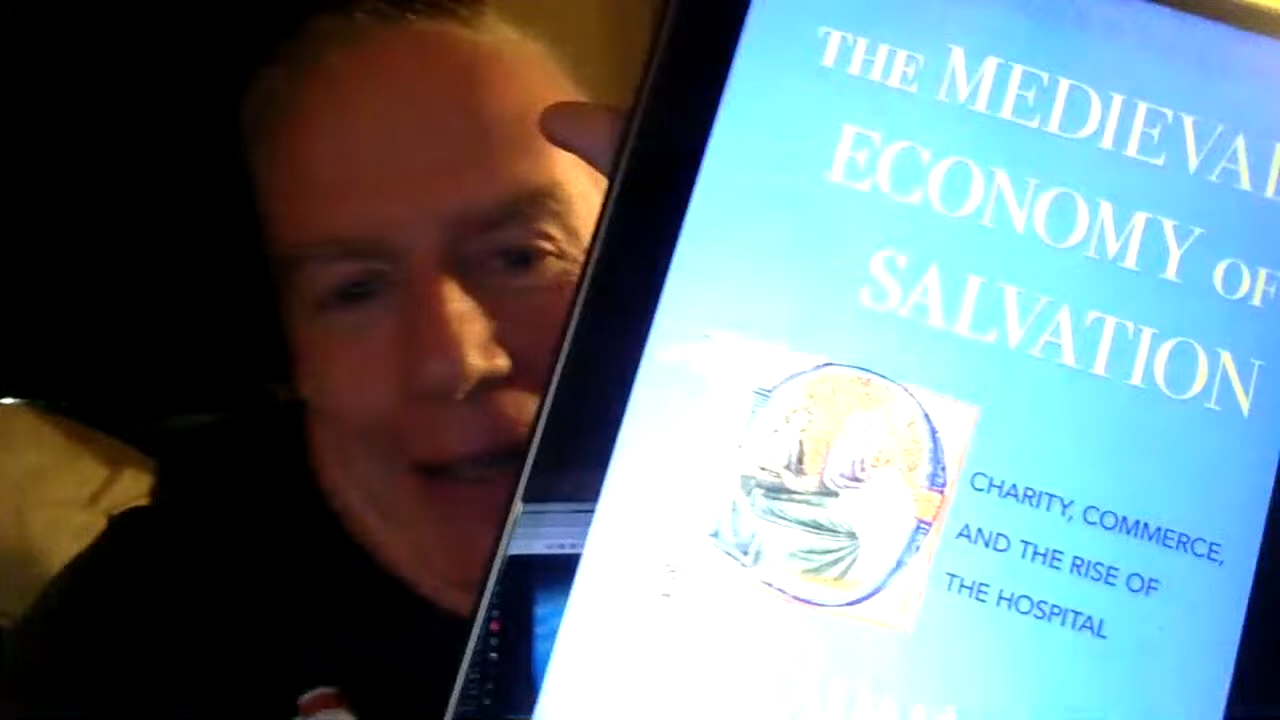 THE MEDIEVAL
ECONOMY OF
SALVATION
CHARITY, COMMERCE,
AND THE RISE OF
THE HOSPITAL